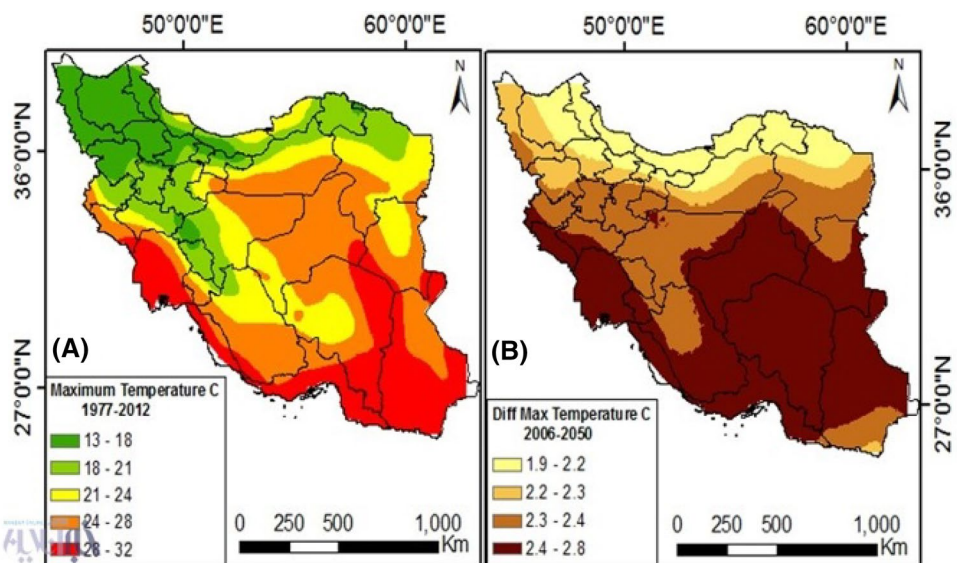 50°0'0"E 60°0'0"E
36°0'0"N
27°0'0"N
N
(A)
Maximum Temperature C
1977-2012
13 - 18
18 - 21
21 - 24
24 - 28
28 - 32
0 250 500 1,000
Km
50°0'0"E 60°0'0"E
36°0'0"N
27°0'0"N
N
(B)
Diff Max Temperature C
2006-2050
1.9 - 2.2
2.2 - 2.3
2.3 - 2.4
2.4 - 2.8
0 250 500 1,000
Km